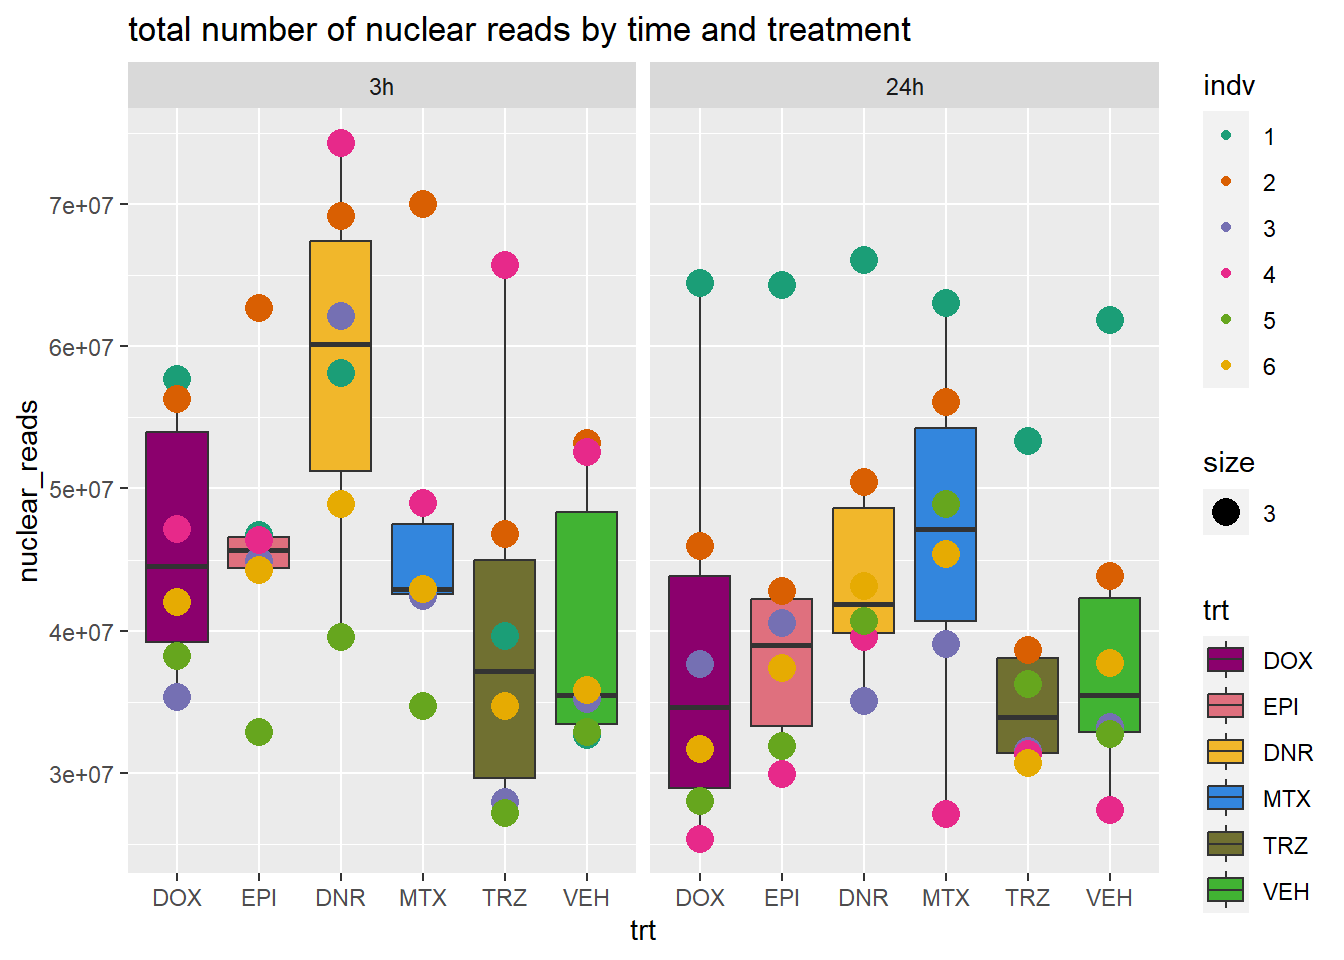 total number of nuclear reads by time and treatment
3h
24h
nuclear_reads
7e+07
6e+07
5e+07
4e+07
3e+07
DOX
EPI
DNR
MTX
TRZ
VEH
DOX
EPI
DNR
MTX
TRZ
VEH
trt
indv
1
2
3
4
5
6
size
3
trt
DOX
EPI
DNR
MTX
TRZ
VEH